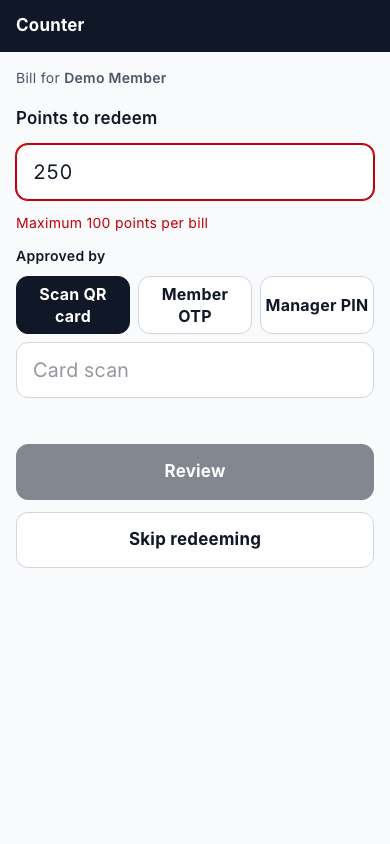 Counter
Bill for Demo Member
Points to redeem
250
Maximum 100 points per bill
Approved by
Scan QR
card
Member
OTP
Manager PIN
Card scan
Review
Skip redeeming